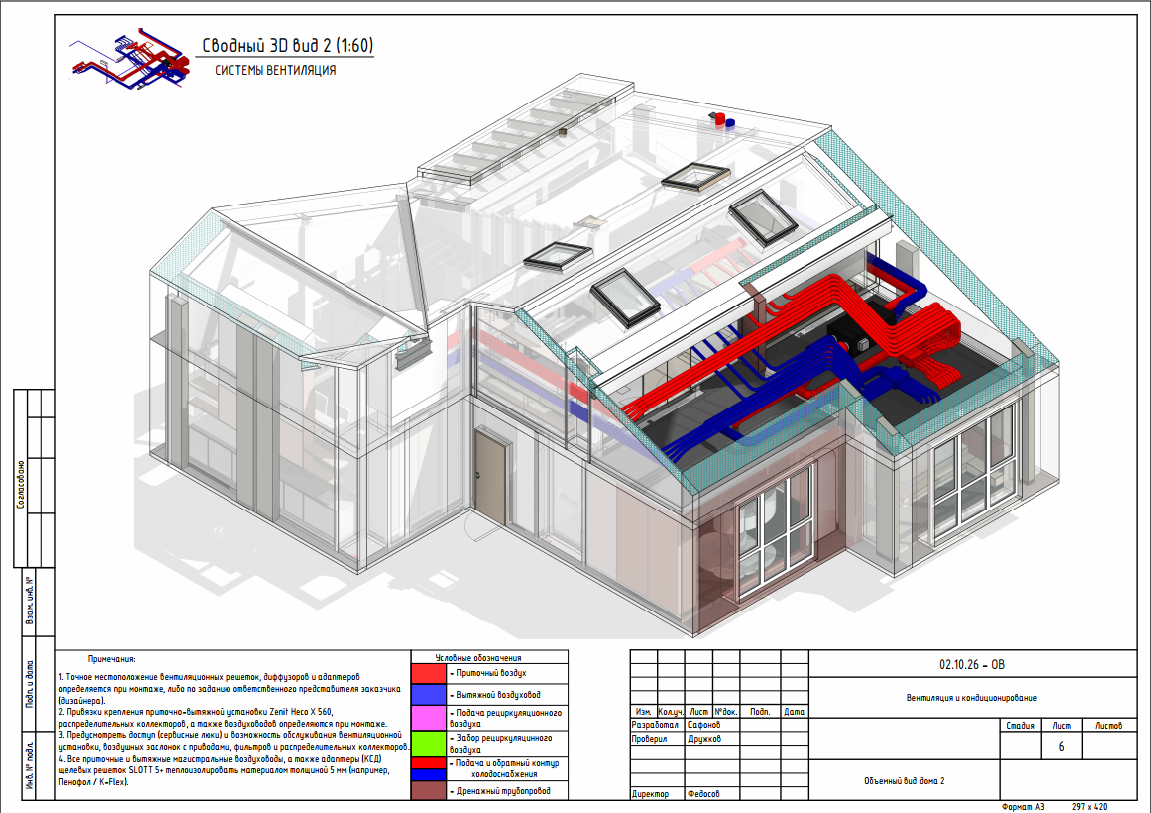 Сводный 3D вид 2 (1:60)
СИСТЕМЫ ВЕНТИЛЯЦИЯ
Согласовано
Взам. инв. №
Подп. и дата
Инв. № подл.
Примечания:
1. Точное местоположение вентиляционных решеток, диффузоров и адаптеров
определяется при монтаже, либо по заданию ответственного представителя заказчика
(дизайнера).
2. Привязки крепления приточно-вытяжной установки Zenit Heco X 560,
распределительных коллекторов, а также воздуховодов определяются при монтаже.
3. Предусмотреть доступ (сервисные люки) и возможность обслуживания вентиляционной
установки, воздушных заслонок с приводами, фильтров и распределительных коллекторов.
4. Все приточные и вытяжные магистральные воздуховоды, а также адаптеры (КСД)
щелевых решеток SLOTT 5+ теплоизолировать материалом толщиной 5 мм (например,
Пенофол / K-Flex).
Условные обозначения
- Приточный воздух
- Вытяжной воздуховод
- Подача рециркуляционного
воздуха
- Забор рециркуляцинного
воздуха
- Подача и обратный контур
холодоснабжения
- Дренажный трубопровод
02.10.26 - ОВ
Вентиляция и кондиционирование
Изм. Кол.уч. Лист №док. Подп. Дата
Разработал Сафонов
Проверил Дружков
Директор Федосов
Стадия Лист Листов
6
Объемный вид дома 2
Формат А3 297 x 420